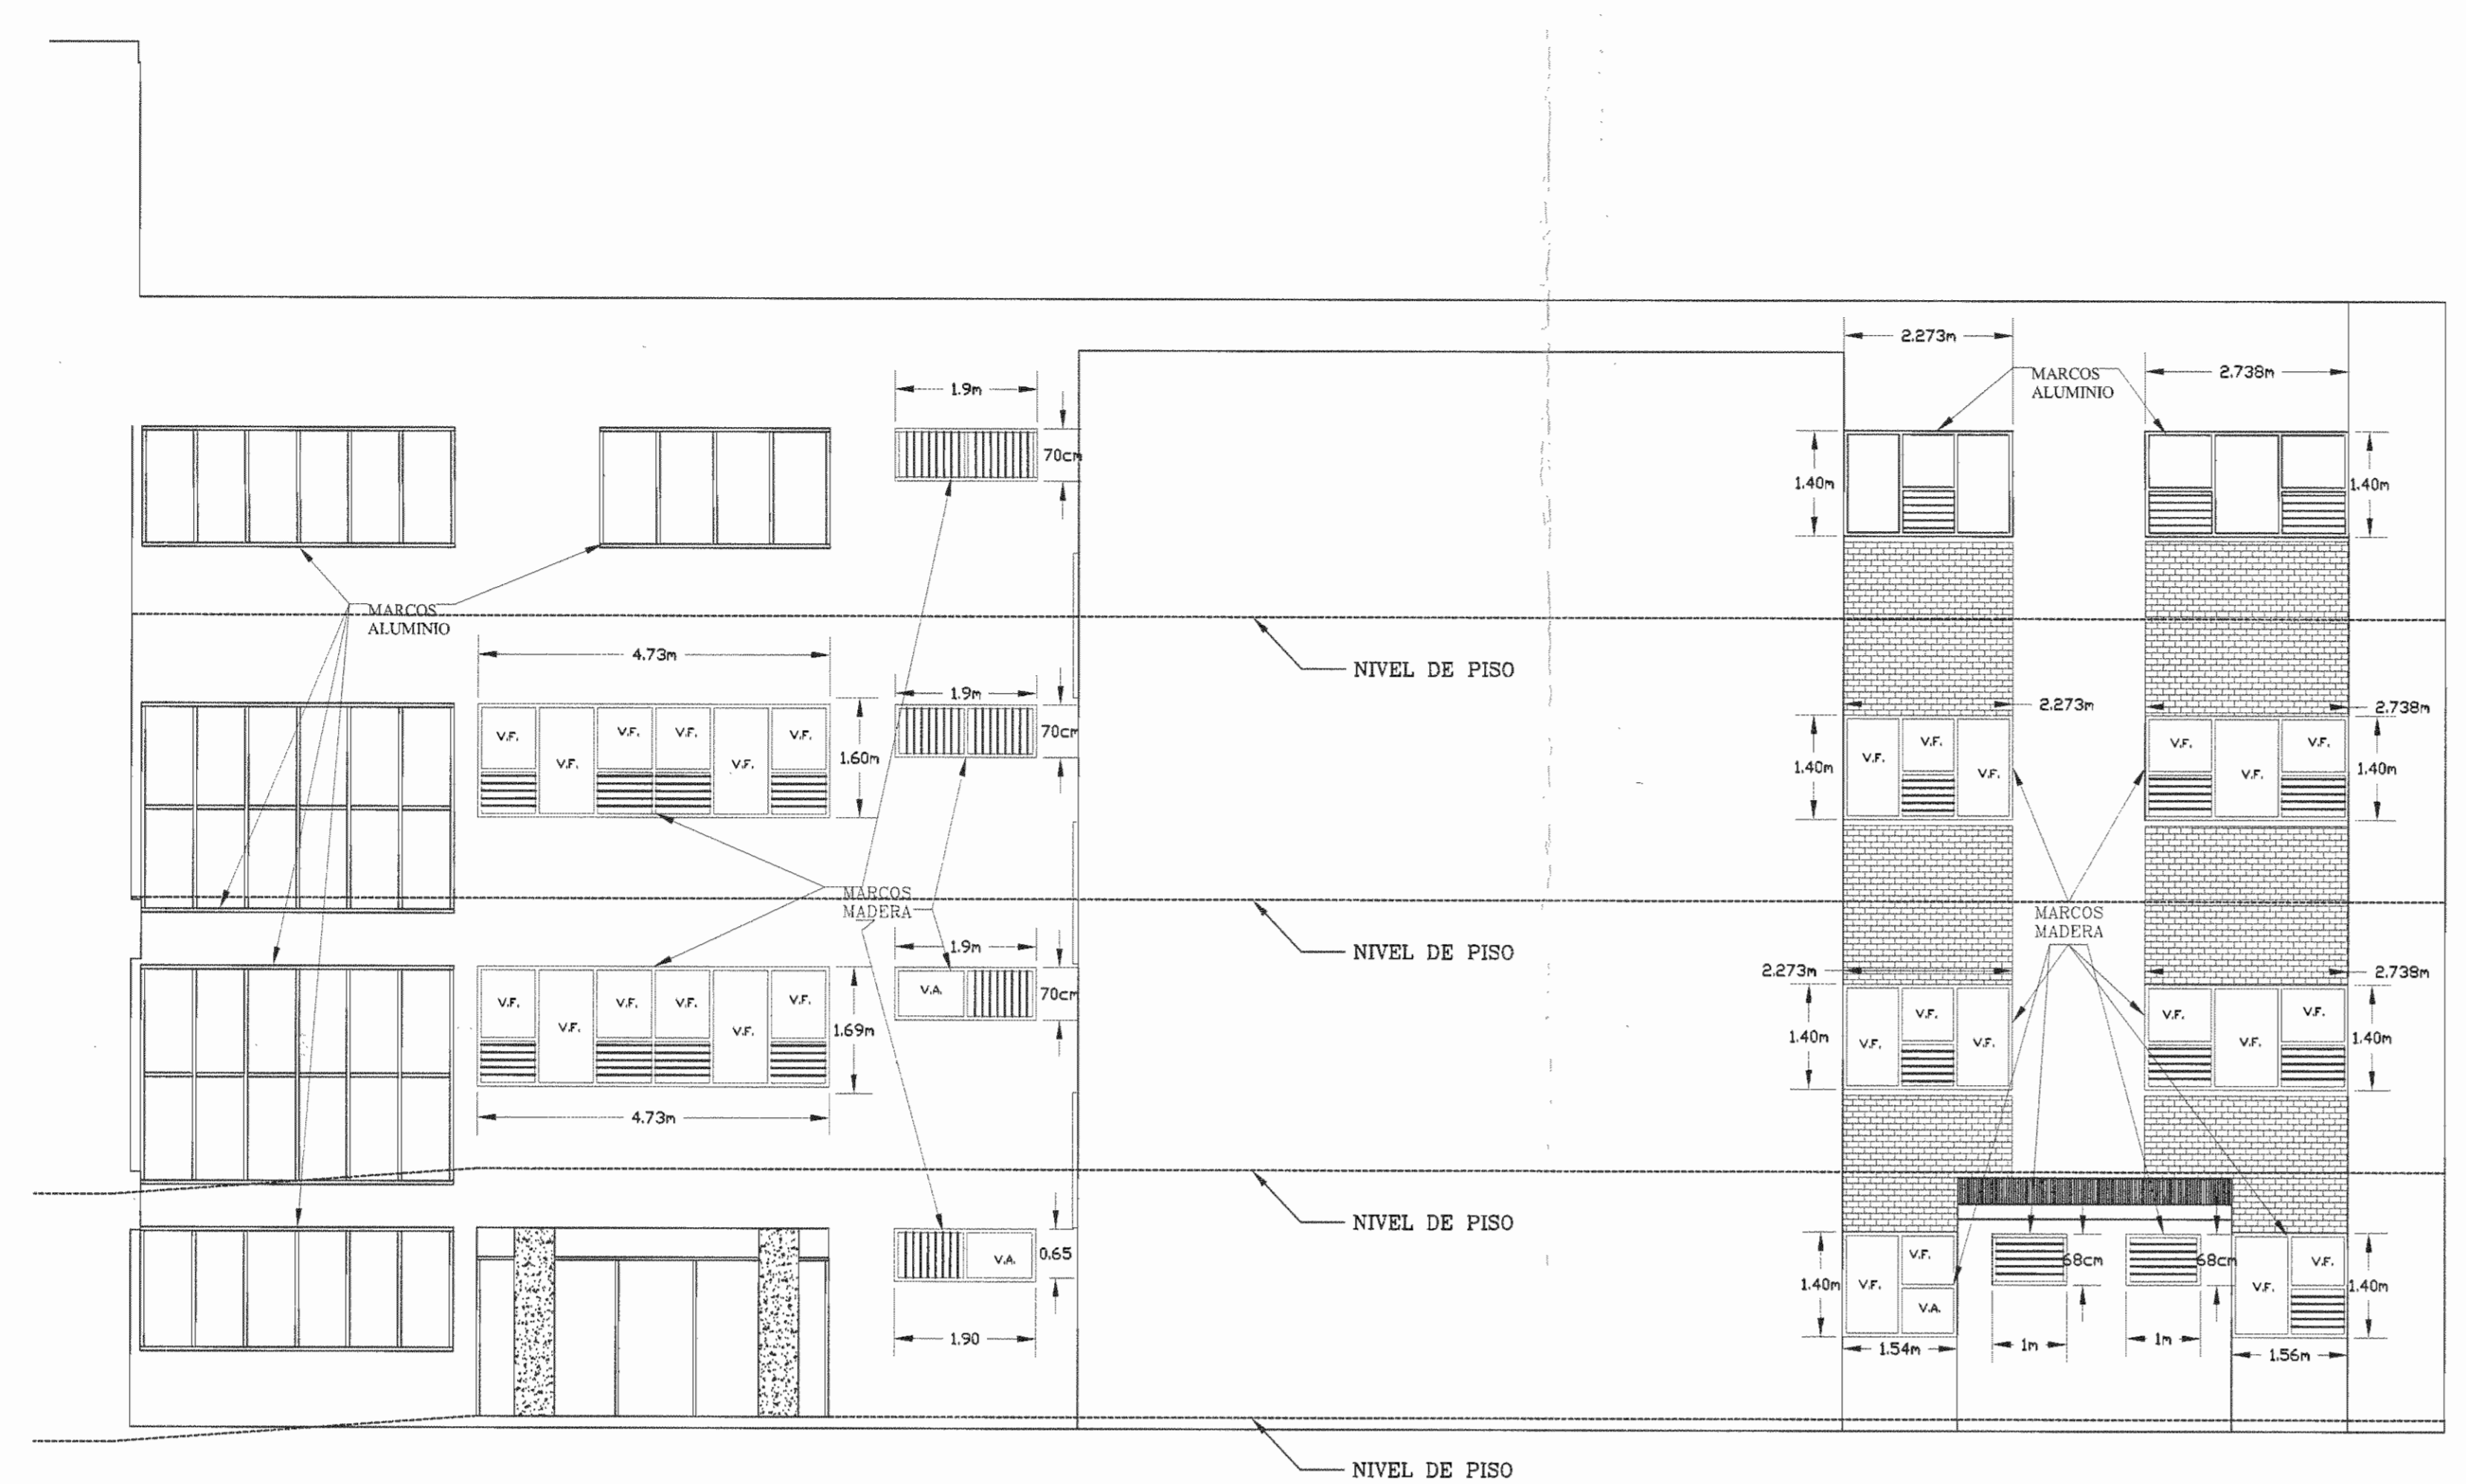 2.273m
MARCOS
ALUMINIO
2.738m
1.9m
70cm
1.40m
1.40m
MARCOS
ALUMINIO
NIVEL DE PISO
4.73m
1.9m
2.273m
2.738m
V.F.
V.F.
V.F.
V.F.
V.F.
V.F.
1.60m
70cm
1.40m
V.F.
V.F.
V.F.
V.F.
V.F.
V.F.
1.40m
MARCOS
MADERA
MARCOS
MADERA
NIVEL DE PISO
1.9m
2.273m
2.738m
V.F.
V.F.
V.F.
V.F.
V.F.
V.F.
1.69m
V.A.
70cm
1.40m
V.F.
V.F.
V.F.
V.F.
V.F.
V.F.
1.40m
4.73m
NIVEL DE PISO
V.A.
0.65
1.90
1.40m
V.F.
V.F.
V.A.
68cm
68cm
V.F.
V.F.
1.40m
1.54m
1m
1m
1.56m
NIVEL DE PISO